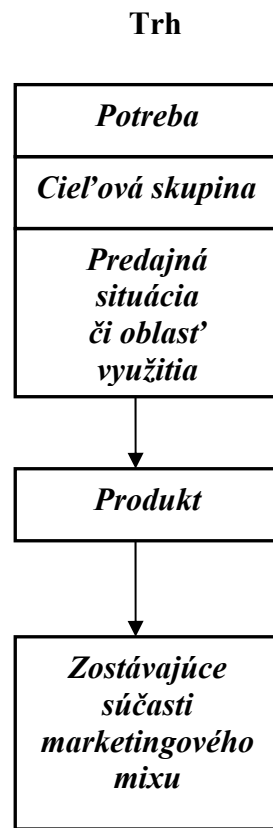 Trh
Potreba
Cieľová skupina
Predajná
situácia
či oblasť
využitia
Produkt
Zostávajúce
súčasti
marketingového
mixu